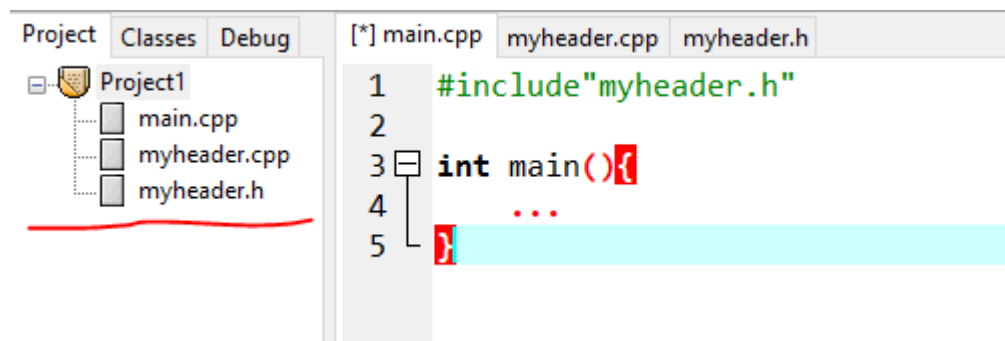 Project Classes Debug
Project1
main.cpp
myheader.cpp
myheader.h
[*] main.cpp myheader.cpp myheader.h
1 #include"myheader.h"
2
3 int main(){
4 ...
5 }